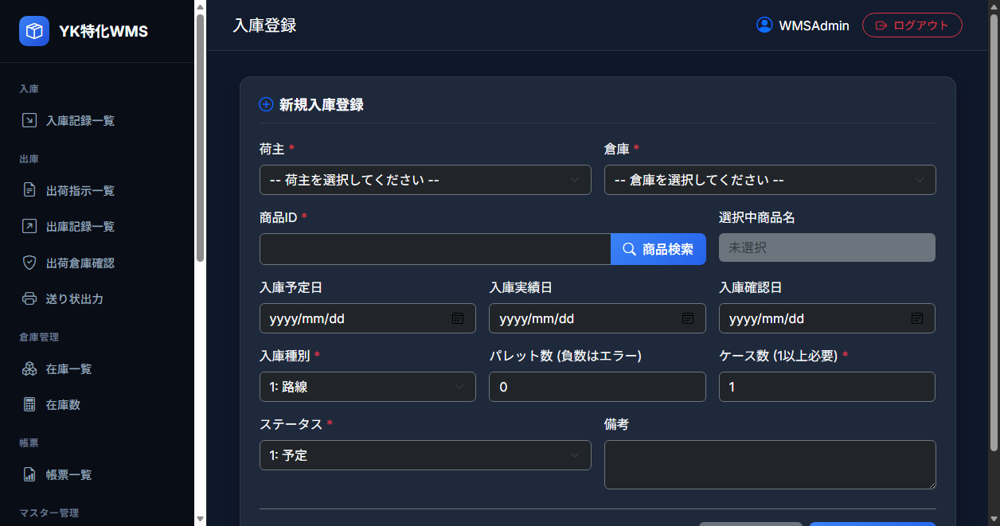 YK特化WMS
入庫
入庫記録一覧
出庫
出荷指示一覧
出庫記録一覧
出荷倉庫確認
送り状出力
倉庫管理
在庫一覧
在庫数
帳票
帳票一覧
マスター管理
入庫登録
WMSAdmin
ログアウト
新規入庫登録
荷主 * 倉庫 *
-- 荷主を選択してください -- -- 倉庫を選択してください --
商品ID * 選択中商品名
商品検索 未選択
入庫予定日 入庫実績日 入庫確認日
yyyy/mm/dd yyyy/mm/dd yyyy/mm/dd
入庫種別 * パレット数 (負数はエラー) ケース数 (1以上必要) *
1: 路線 0 1
ステータス * 備考
1: 予定